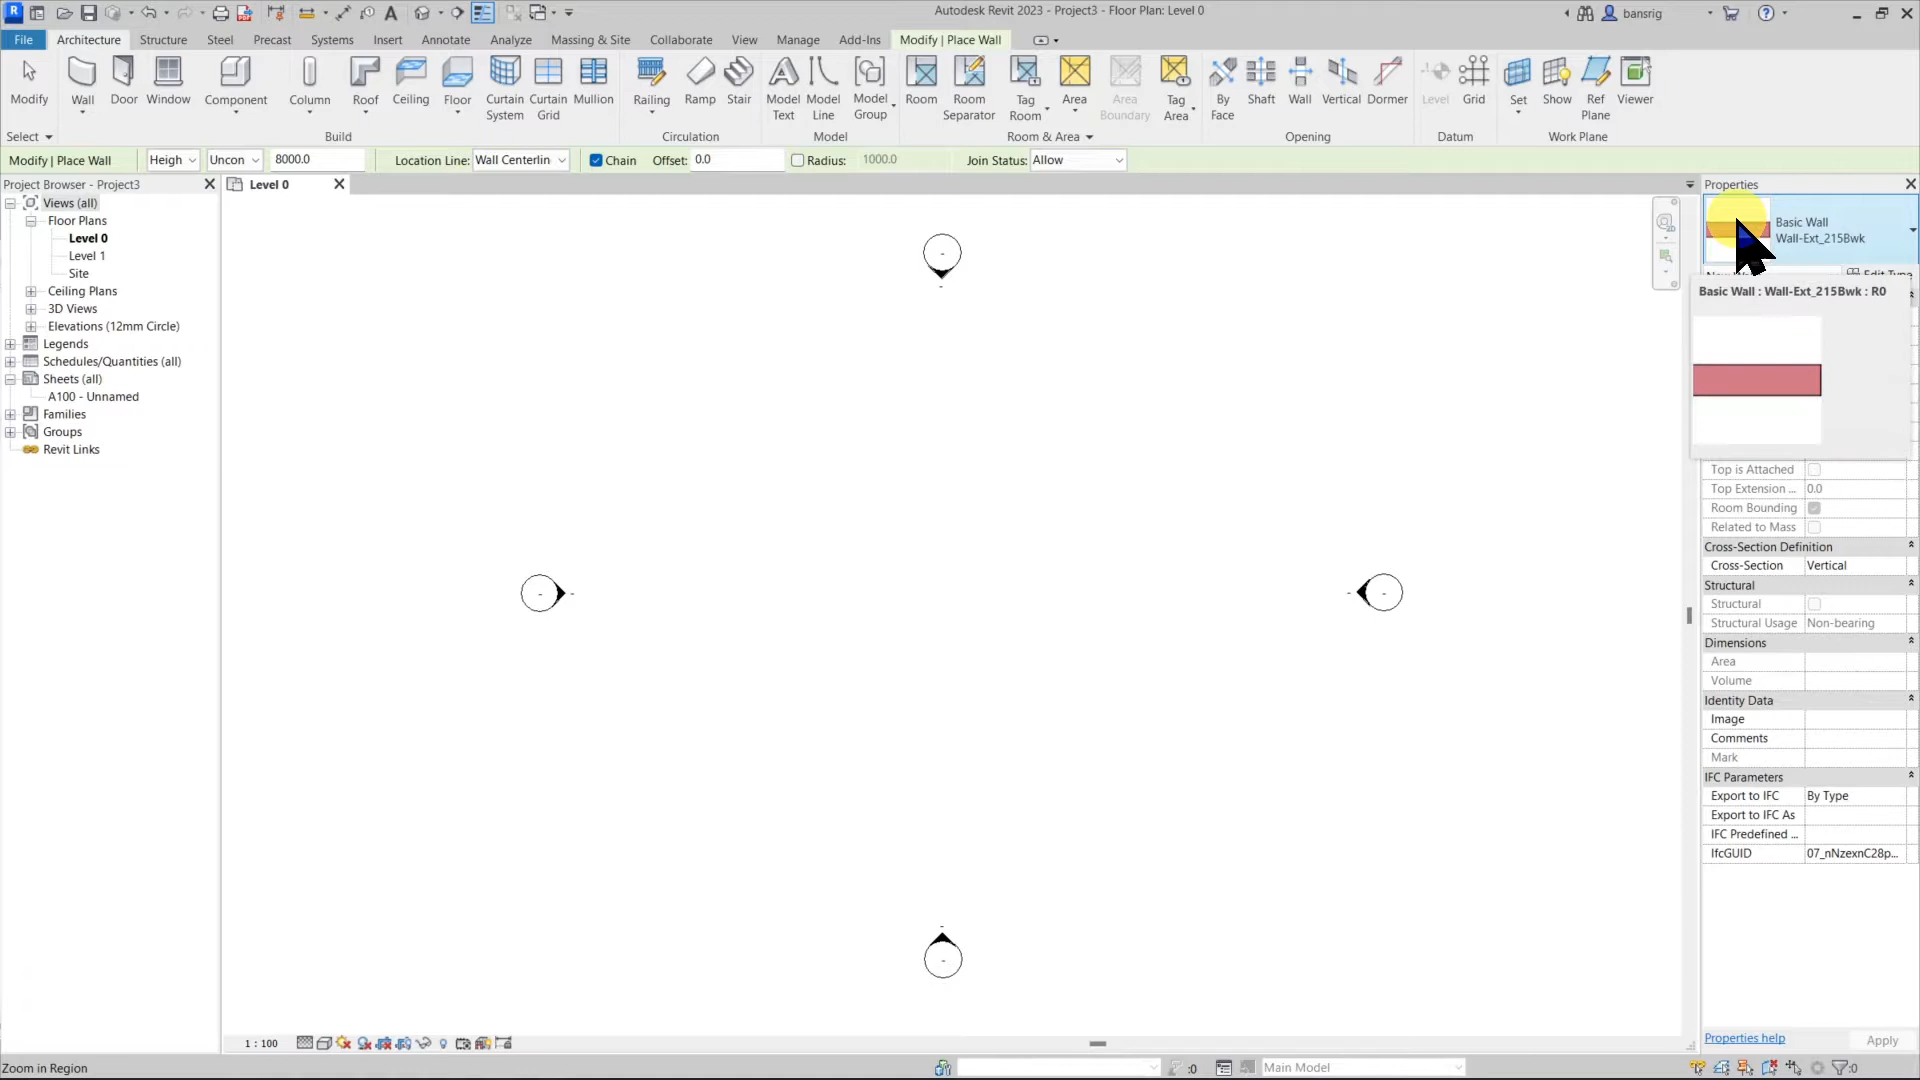 Autodesk Revit 2023 - Project3 - Floor Plan: Level 0
bansrig
File Architecture Structure Steel Precast Systems Insert Annotate Analyze Massing & Site Collaborate View Manage Add-Ins Modify | Place Wall
Modify Wall Door Window Component Column Roof Ceiling Floor Curtain System Curtain Grid Mullion Railing Ramp Stair Model Text Model Line Model Group Room Room Separator Tag Room Area Area Boundary Tag Area By Face Shaft Wall Vertical Dormer Level Grid Set Show Ref Plane Viewer
Select Build Circulation Model Room & Area Opening Datum Work Plane
Modify | Place Wall Heigh Uncon 8000.0 Location Line: Wall Centerlin Chain Offset: 0.0 Radius: 1000.0 Join Status: Allow
Project Browser - Project3
Views (all)
Floor Plans
Level 0
Level 1
Site
Ceiling Plans
3D Views
Elevations (12mm Circle)
Legends
Schedules/Quantities (all)
Sheets (all)
A100 - Unnamed
Families
Groups
Revit Links
Level 0
1 : 100
Properties
Basic Wall
Wall-Ext_215Bwk
Basic Wall : Wall-Ext_215Bwk : R0
Top is Attached
Top Extension ... 0.0
Room Bounding
Related to Mass
Cross-Section Definition
Cross-Section Vertical
Structural
Structural
Structural Usage Non-bearing
Dimensions
Area
Volume
Identity Data
Image
Comments
Mark
IFC Parameters
Export to IFC By Type
Export to IFC As
IFC Predefined ...
IfcGUID 07_nNzexnC28p...
Properties help Apply
Zoom in Region
:0
Main Model
:0